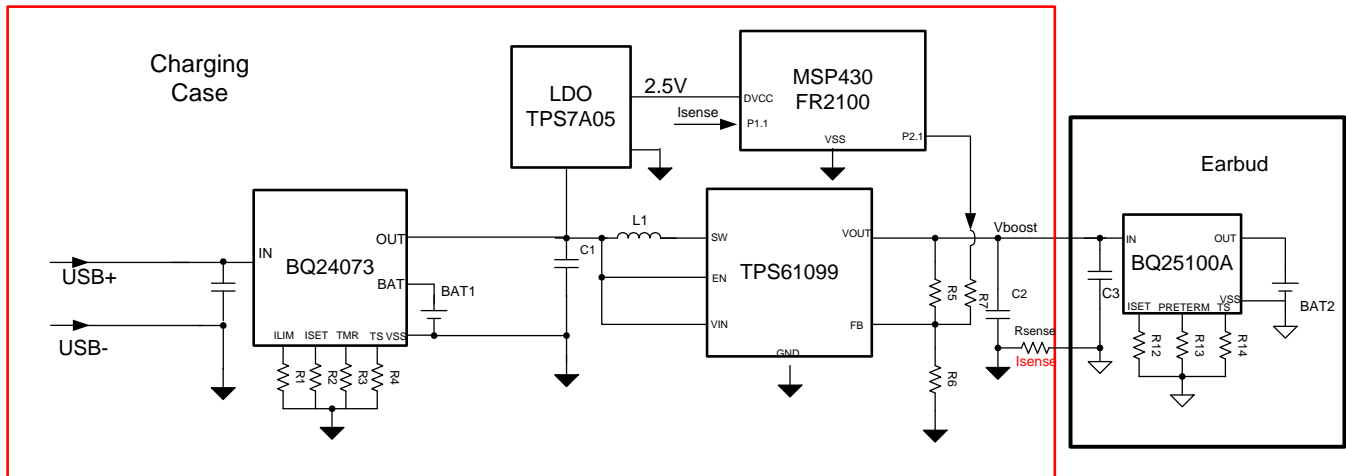 Charging
Case
LDO
TPS7A05
2.5V
Isense
MSP430
FR2100
DVCC
P1.1
VSS
P2.1
Earbud
USB+
USB-
IN
BQ24073
OUT
BAT
BAT1
ILIM
ISET
TMR
TS
VSS
R1
R2
R3
R4
C1
L1
SW
EN
VIN
TPS61099
VOUT
FB
GND
Vboost
R5
R7
R6
C2
Rsense
Isense
C3
IN
OUT
BQ25100A
VSS
ISET
PRETERM
TS
R12
R13
R14
BAT2